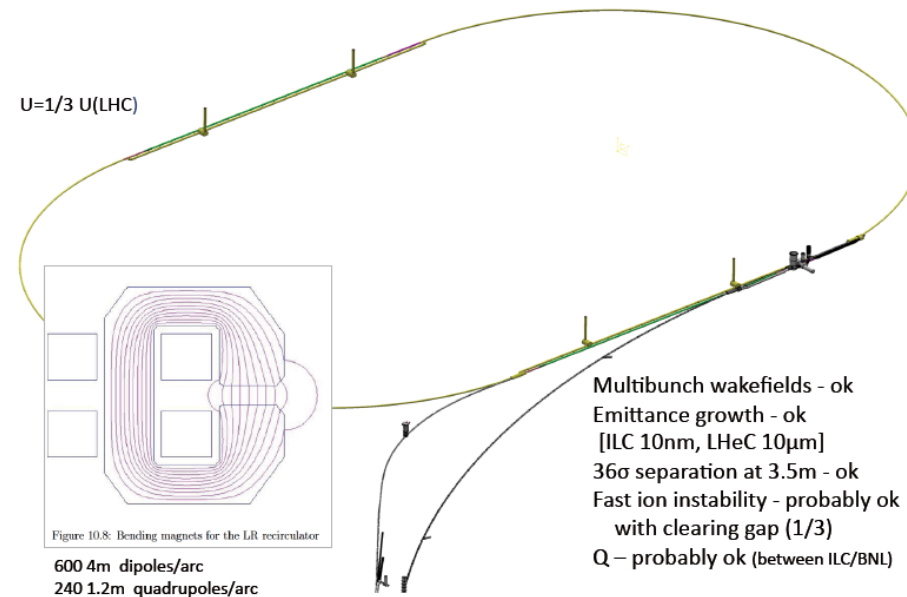 U=1/3 U(LHC)
Multibunch wakefields - ok
Emittance growth - ok
[ILC 10nm, LHeC 10μm]
36σ separation at 3.5m - ok
Fast ion instability - probably ok
with clearing gap (1/3)
Q – probably ok (between ILC/BNL)
Figure 10.8: Bending magnets for the LR recirculator
600 4m dipoles/arc
240 1.2m quadrupoles/arc